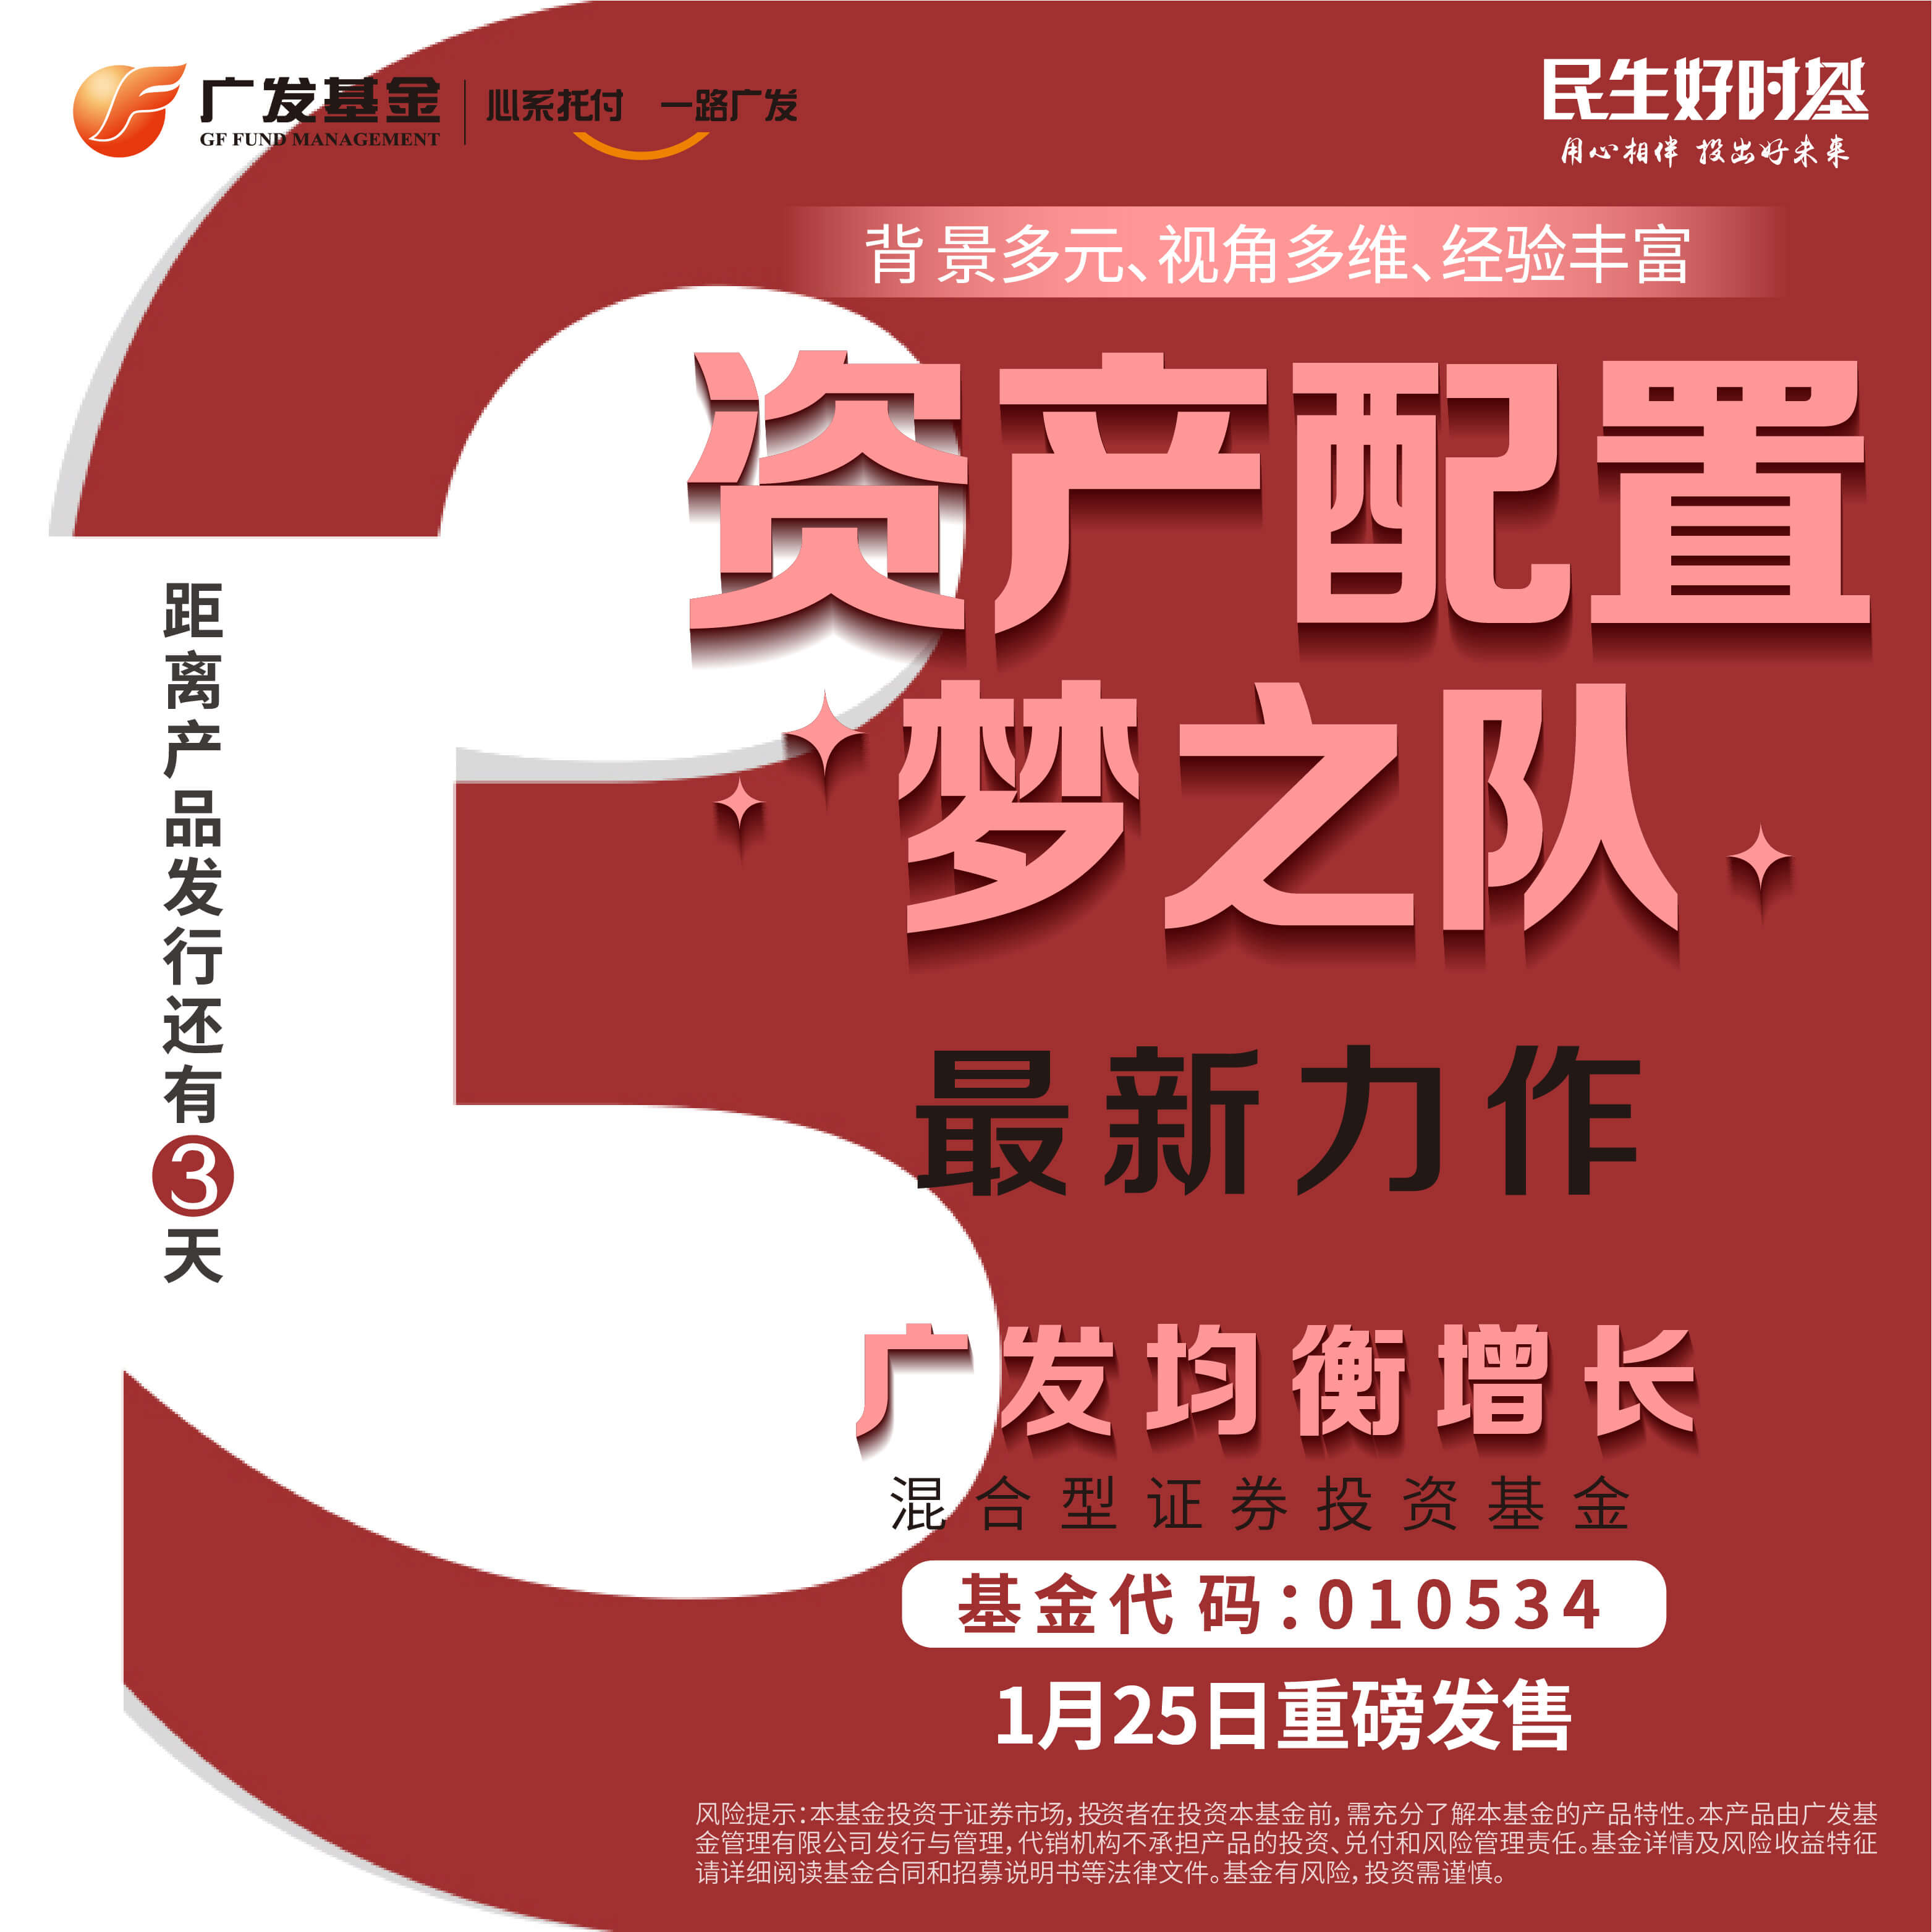 广发基金
GF FUND MANAGEMENT
心系托付 一路广发
民生好时基
用心相伴 投出好未来
背景多元、视角多维、经验丰富
资产配置
梦之队
距离产品发行还有3天
最新力作
广发均衡增长
混合型证券投资基金
基金代码：010534
1月25日重磅发售
风险提示：本基金投资于证券市场，投资者在投资本基金前，需充分了解本基金的产品特性。本产品由广发基
金管理有限公司发行与管理，代销机构不承担产品的投资、兑付和风险管理责任。基金详情及风险收益特征
请详细阅读基金合同和招募说明书等法律文件。基金有风险，投资需谨慎。